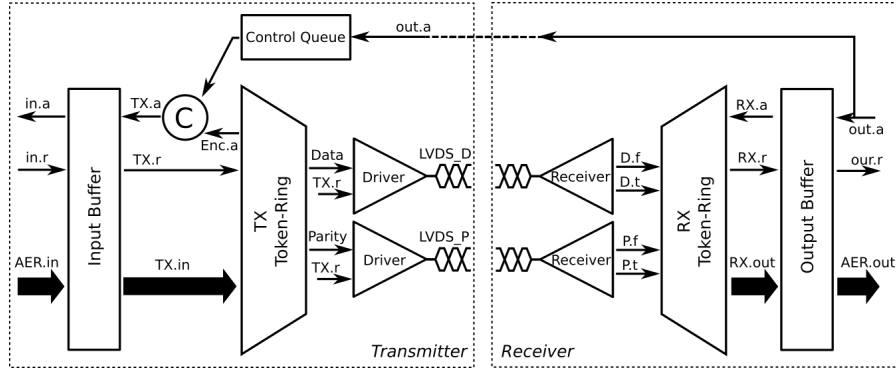 Control Queue
out.a
in.a
TX.a
C
Enc.a
in.r
TX.r
Input Buffer
AER.in
TX.in
TX
Token-Ring
Data
TX.r
Driver
LVDS_D
Parity
TX.r
Driver
LVDS_P
Transmitter
Receiver
Receiver
D.f
D.t
Receiver
P.f
P.t
RX
Token-Ring
RX.a
RX.r
RX.out
Output Buffer
out.a
our.r
AER.out